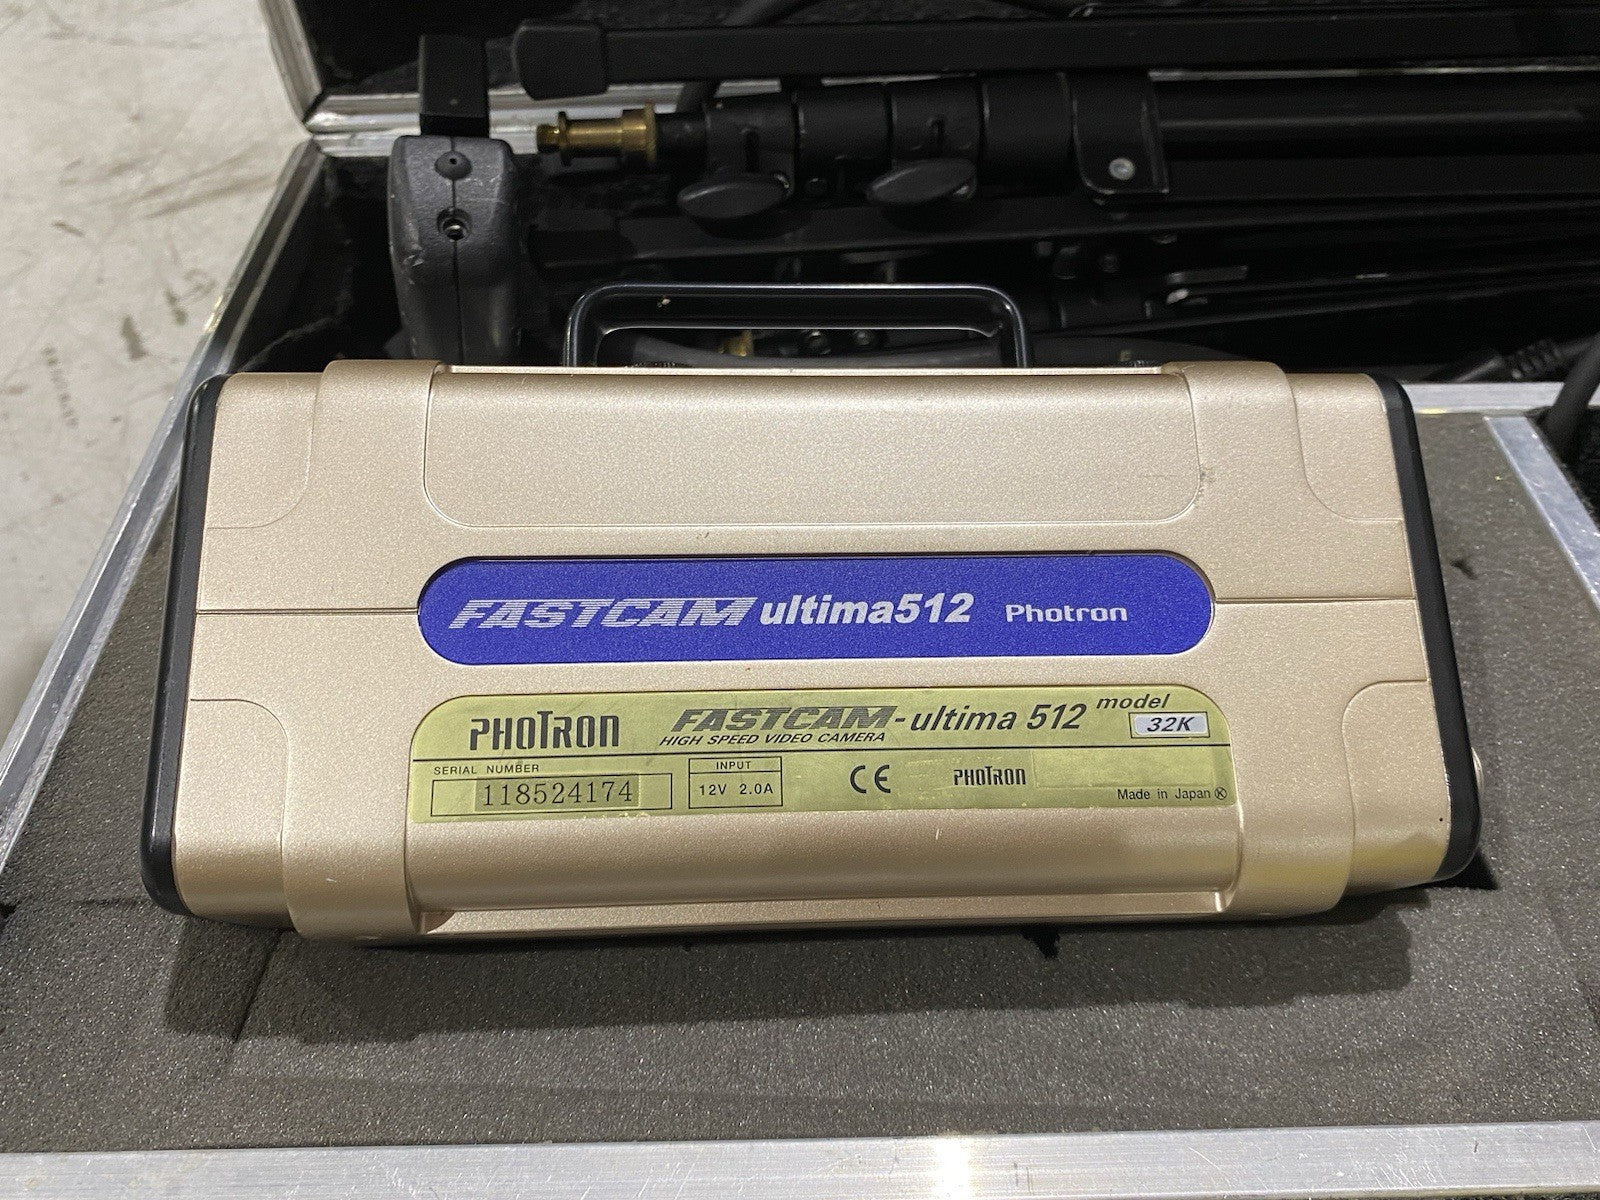 FASTCAM ultima512 Photron
PHOTRON FASTCAM-ultima 512 model 32K
HIGH SPEED VIDEO CAMERA
SERIAL NUMBER
118524174
INPUT
12V 2.0A
CE
PHOTRON
Made in Japan Ⓚ